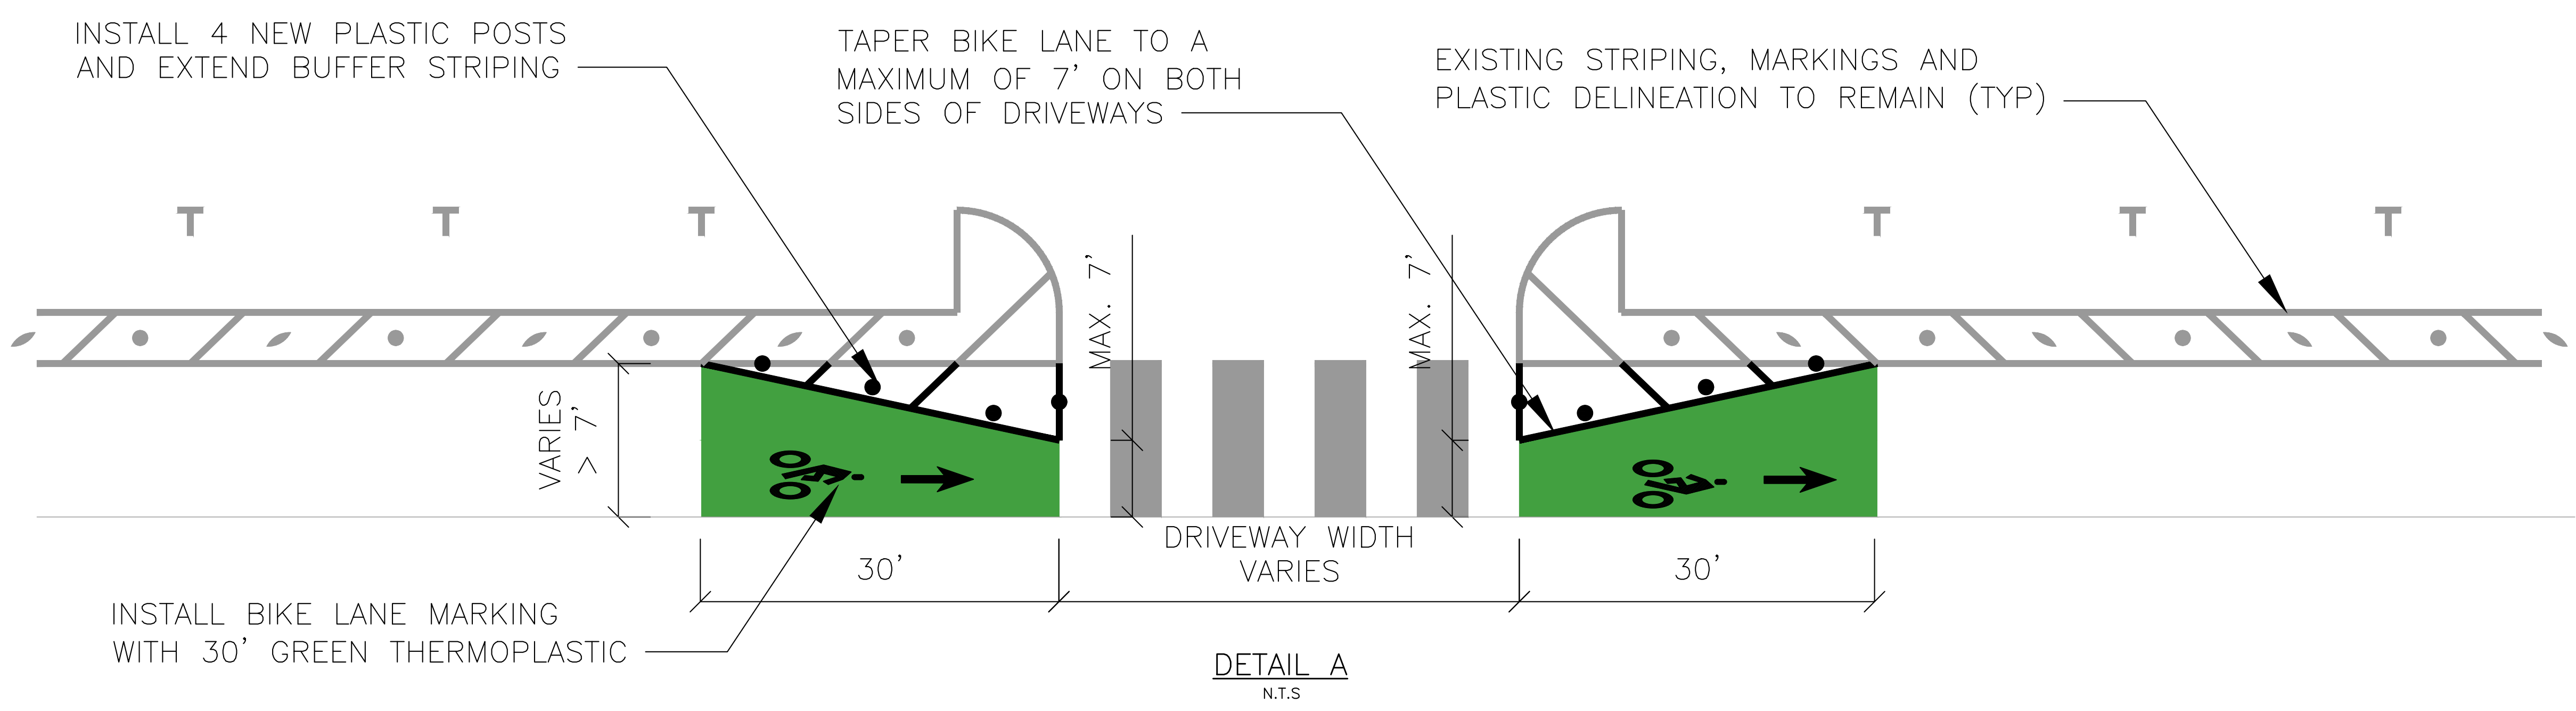 INSTALL 4 NEW PLASTIC POSTS
AND EXTEND BUFFER STRIPING
TAPER BIKE LANE TO A
MAXIMUM OF 7' ON BOTH
SIDES OF DRIVEWAYS
EXISTING STRIPING, MARKINGS AND
PLASTIC DELINEATION TO REMAIN (TYP)
T
T
T
T
T
T
MAX. 7'
MAX. 7'
VARIES
> 7'
DRIVEWAY WIDTH
VARIES
30'
30'
INSTALL BIKE LANE MARKING
WITH 30' GREEN THERMOPLASTIC
DETAIL A
N.T.S